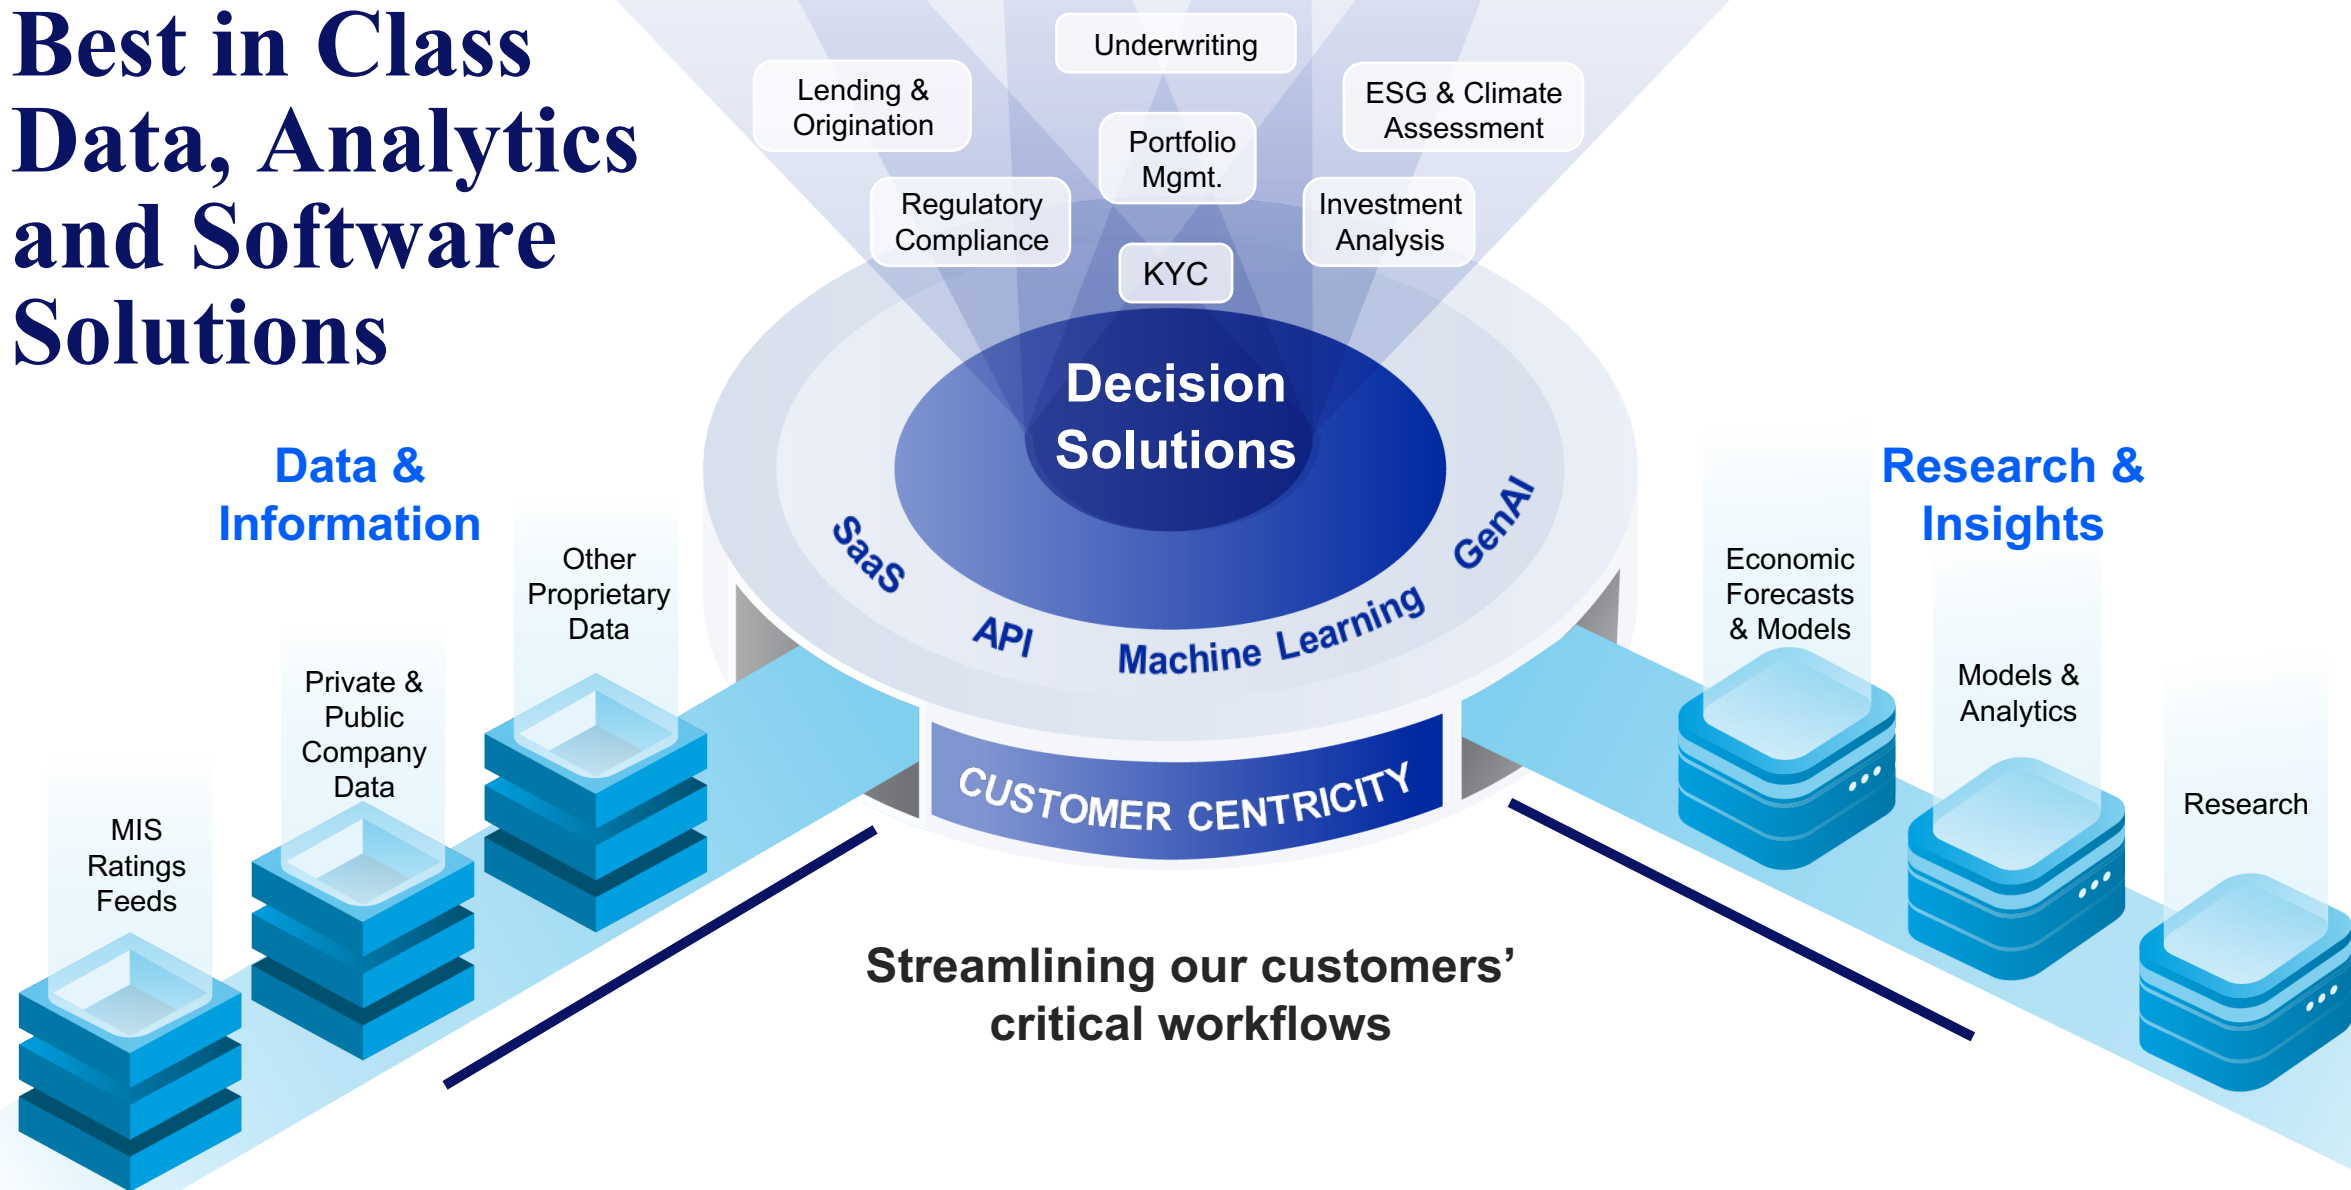 Best in Class
Data, Analytics
and Software
Solutions
Underwriting
Lending &
Origination
ESG & Climate
Assessment
Portfolio
Mgmt.
Regulatory
Compliance
Investment
Analysis
KYC
Decision
Solutions
SaaS
API
Machine Learning
GenAI
CUSTOMER CENTRICITY
Data &
Information
Other
Proprietary
Data
Private &
Public
Company
Data
MIS
Ratings
Feeds
Research &
Insights
Economic
Forecasts
& Models
Models &
Analytics
Research
Streamlining our customers’
critical workflows